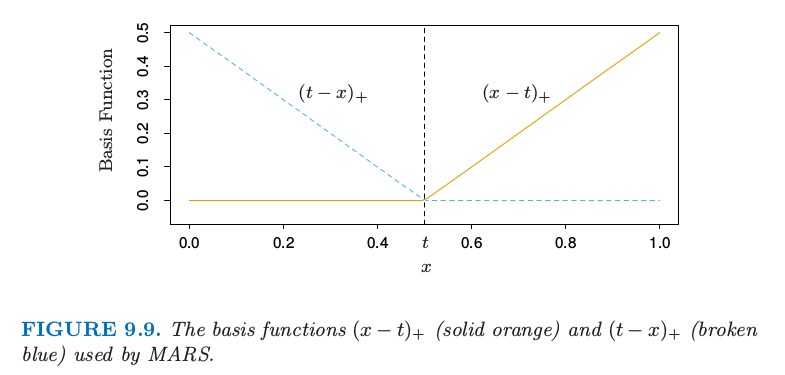 Basis Function
0.5
0.4
0.3
0.2
0.1
0.0
(t − x)+
(x − t)+
0.0 0.2 0.4 t 0.6 0.8 1.0
x
FIGURE 9.9. The basis functions (x − t)+ (solid orange) and (t − x)+ (broken
blue) used by MARS.